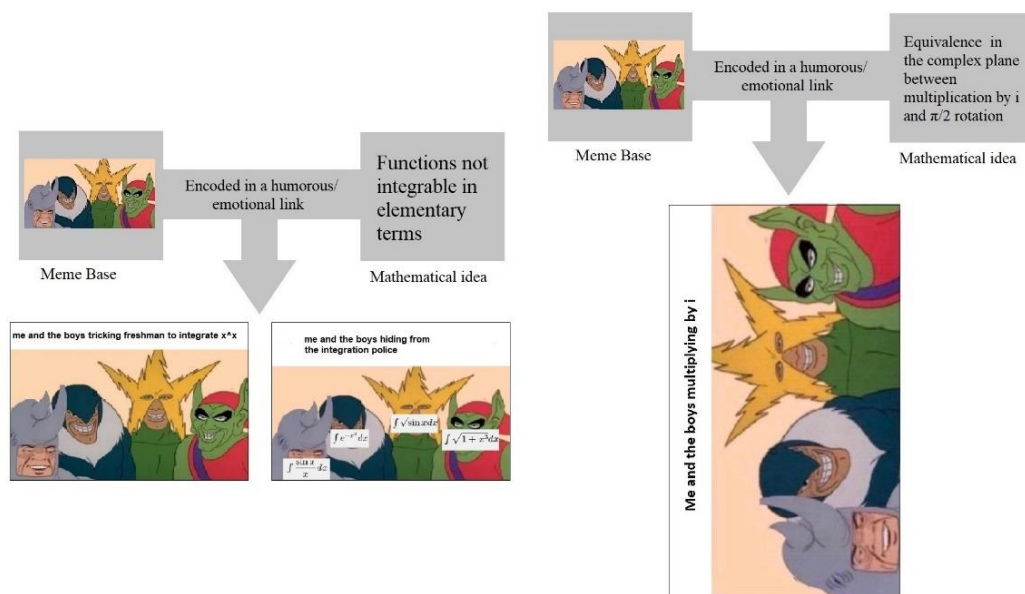 Encoded in a humorous/
emotional link
Meme Base
Functions not
integrable in
elementary
terms
Mathematical idea
me and the boys tricking freshman to integrate x^x
me and the boys hiding from
the integration police
∫ e^{-x²} dx
∫ √sin x dx
∫ √1 + x³ dx
∫ sin x / x dx
Encoded in a humorous/
emotional link
Meme Base
Equivalence in
the complex plane
between
multiplication by i
and π/2 rotation
Mathematical idea
Me and the boys multiplying by i